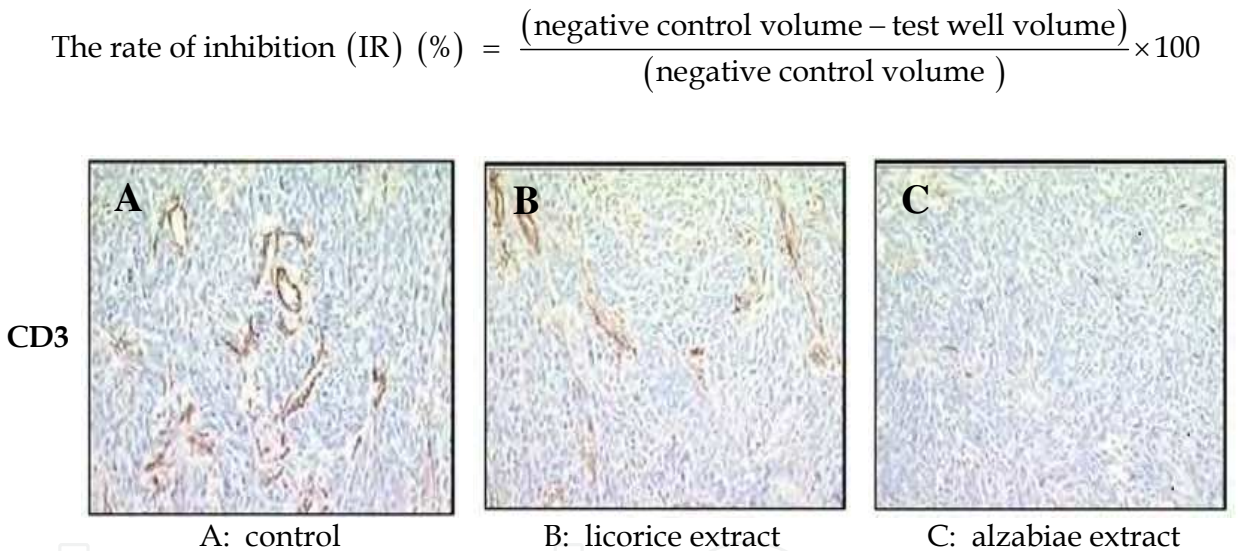 The rate of inhibition (IR) (%) = (negative control volume – test well volume) / (negative control volume ) ×100
A B C
CD3
A: control B: licorice extract C: alzabiae extract